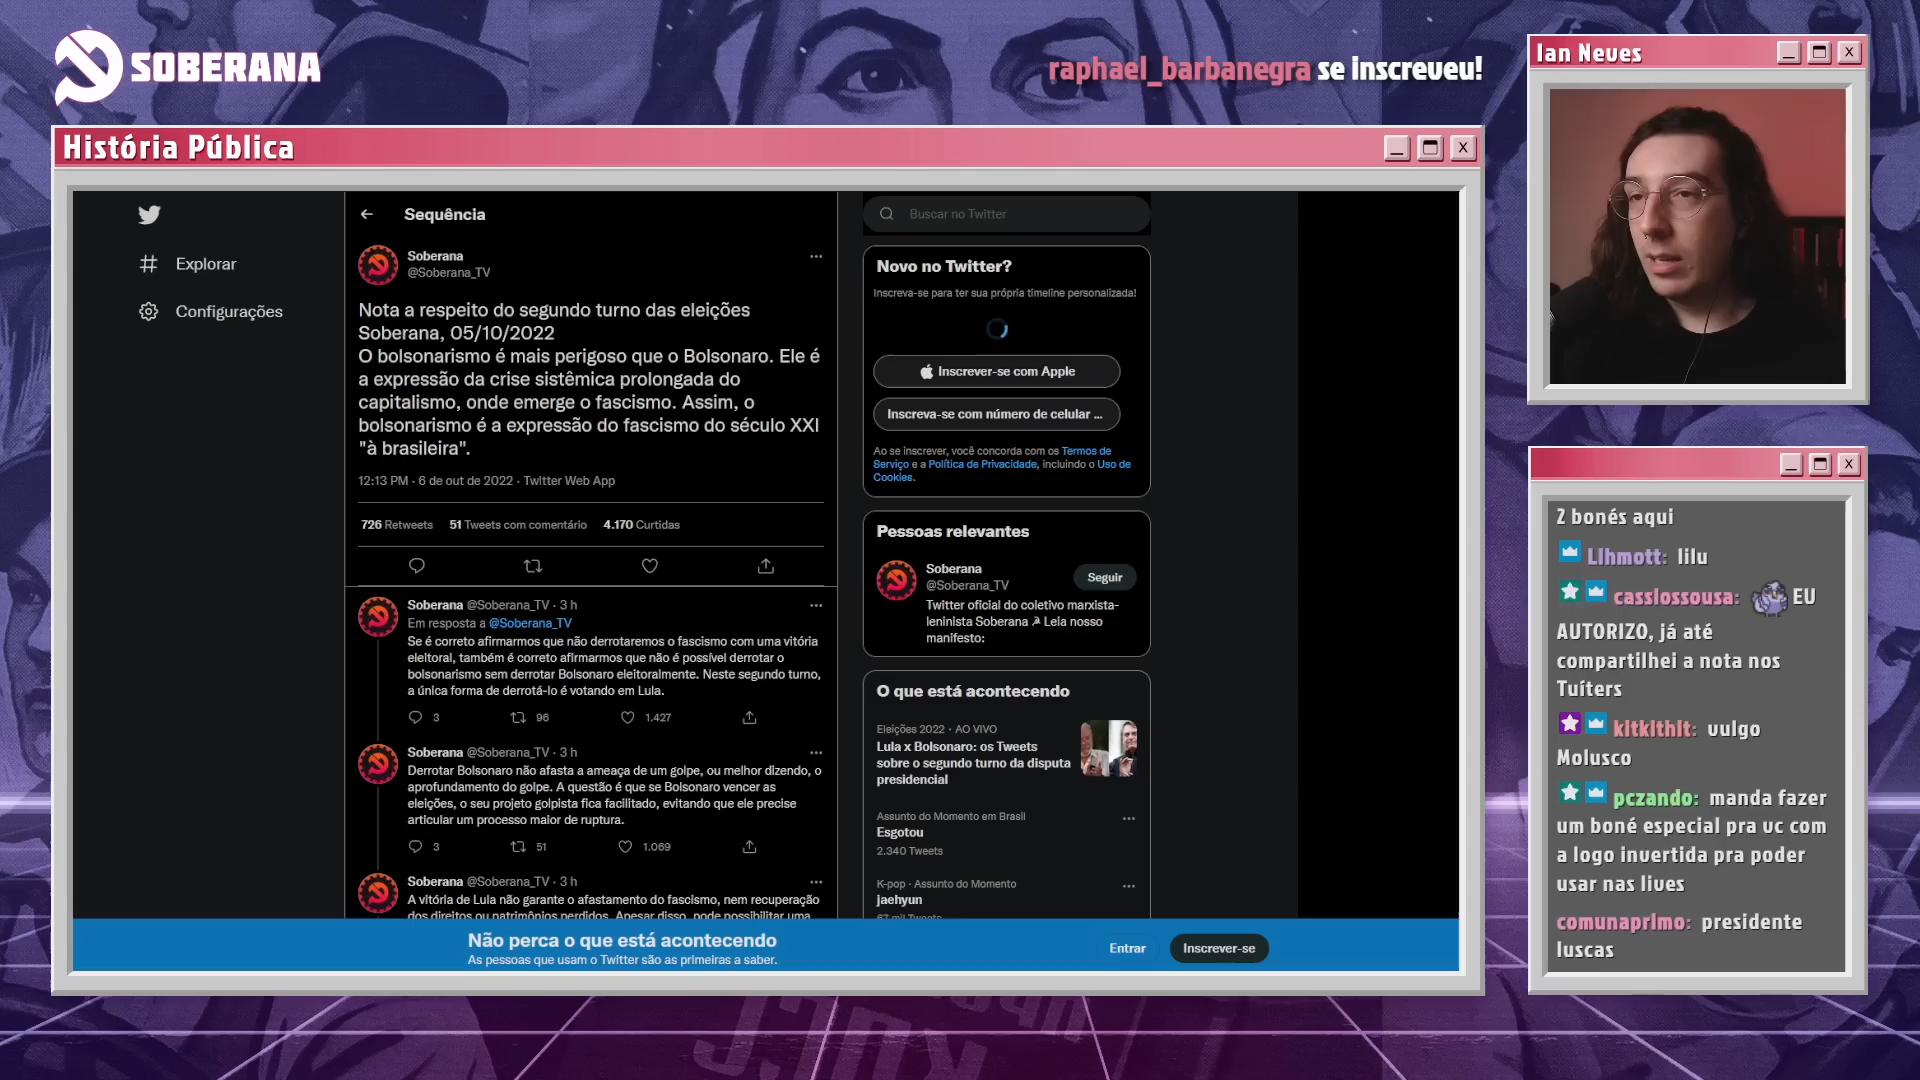 SOBERANA
raphael_barbanegra se inscreveu!
Ian Neves
História Pública
Explorar
Configurações
Sequência
Soberana
@Soberana_TV
Nota a respeito do segundo turno das eleições
Soberana, 05/10/2022
O bolsonarismo é mais perigoso que o Bolsonaro. Ele é
a expressão da crise sistêmica prolongada do
capitalismo, onde emerge o fascismo. Assim, o
bolsonarismo é a expressão do fascismo do século XXI
"à brasileira".
12:13 PM · 6 de out de 2022 · Twitter Web App
726 Retweets 51 Tweets com comentário 4.170 Curtidas
Soberana @Soberana_TV · 3 h
Em resposta a @Soberana_TV
Se é correto afirmarmos que não derrotaremos o fascismo com uma vitória
eleitoral, também é correto afirmarmos que não é possível derrotar o
bolsonarismo sem derrotar Bolsonaro eleitoralmente. Neste segundo turno,
a única forma de derrotá-lo é votando em Lula.
3 96 1.427
Soberana @Soberana_TV · 3 h
Derrotar Bolsonaro não afasta a ameaça de um golpe, ou melhor dizendo, o
aprofundamento do golpe. A questão é que se Bolsonaro vencer as
eleições, o seu projeto golpista fica facilitado, evitando que ele precise
articular um processo maior de ruptura.
3 51 1.069
Soberana @Soberana_TV · 3 h
A vitória de Lula não garante o afastamento do fascismo, nem recuperação
dos direitos ou patrimônios perdidos. Apesar disso, pode possibilitar uma
Buscar no Twitter
Novo no Twitter?
Inscreva-se para ter sua própria timeline personalizada!
Inscrever-se com Apple
Inscreva-se com número de celular ...
Ao se inscrever, você concorda com os Termos de
Serviço e a Política de Privacidade, incluindo o Uso de
Cookies.
Pessoas relevantes
Soberana
@Soberana_TV
Seguir
Twitter oficial do coletivo marxista-
leninista Soberana ☭ Leia nosso
manifesto:
O que está acontecendo
Eleições 2022 · AO VIVO
Lula x Bolsonaro: os Tweets
sobre o segundo turno da disputa
presidencial
Assunto do Momento em Brasil
Esgotou
2.340 Tweets
K-pop · Assunto do Momento
jaehyun
67 mil Tweets
Não perca o que está acontecendo
As pessoas que usam o Twitter são as primeiras a saber.
Entrar
Inscrever-se
2 bonés aqui
Llhmott: lilu
cassiossousa: EU
AUTORIZO, já até
compartilhei a nota nos
Tuíters
kitkithit: vulgo
Molusco
pczando: manda fazer
um boné especial pra vc com
a logo invertida pra poder
usar nas lives
comunaprimo: presidente
luscas